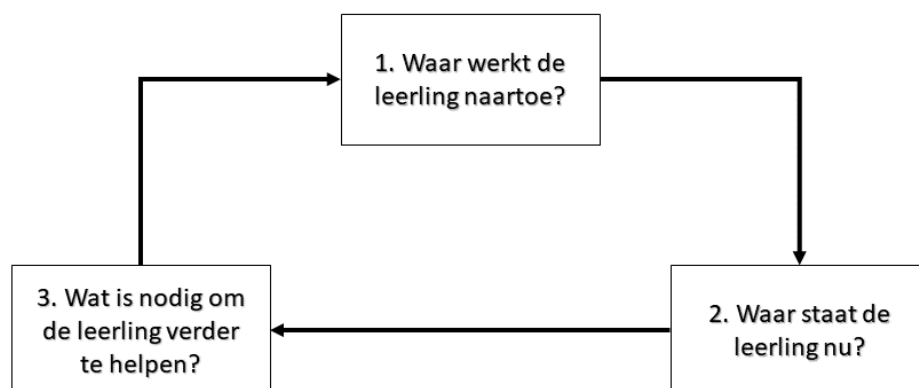 1. Waar werkt de
leerling naartoe?
2. Waar staat de
leerling nu?
3. Wat is nodig om
de leerling verder
te helpen?